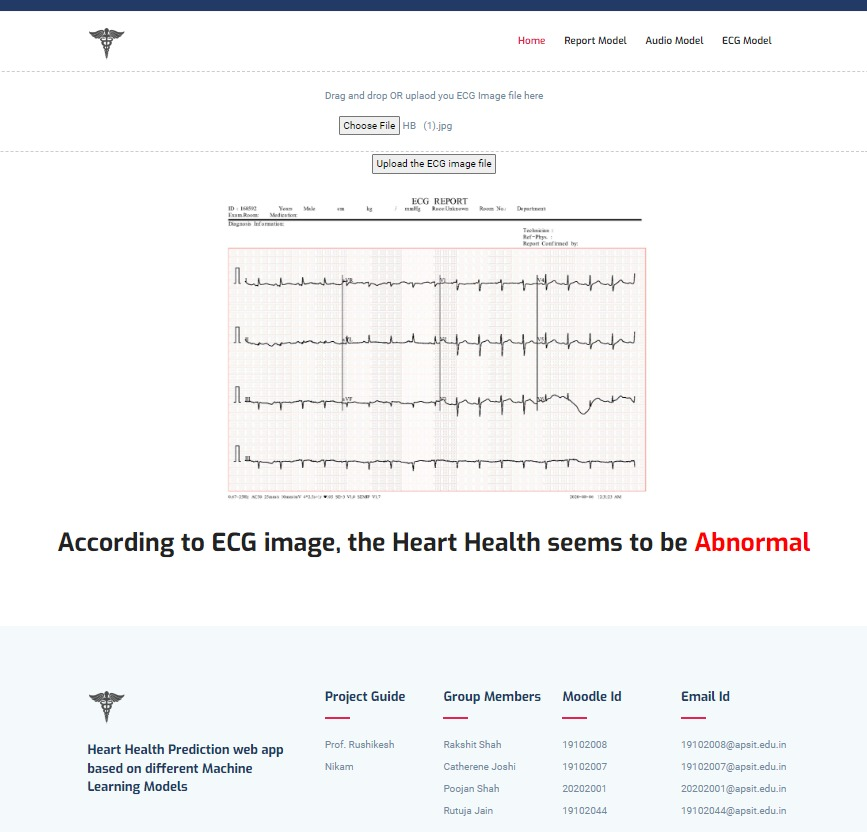 Home Report Model Audio Model ECG Model
Drag and drop OR uplaod you ECG Image file here
Choose File HB (1).jpg
Upload the ECG image file
ECG REPORT
ID : 168592 Years Male cm kg / mmHg Race:Unknown Room No.: Department
Exam.Room: Medication:
Diagnosis Information:
Technician :
Ref-Phys. :
Report Confirmed by:
I aVR V1 V4
II aVL V2 V5
III aVF V3 V6
According to ECG image, the Heart Health seems to be Abnormal
Heart Health Prediction web app
based on different Machine
Learning Models
Project Guide
Prof. Rushikesh
Nikam
Group Members
Rakshit Shah
Catherene Joshi
Poojan Shah
Rutuja Jain
Moodle Id
19102008
19102007
20202001
19102044
Email Id
19102008@apsit.edu.in
19102007@apsit.edu.in
20202001@apsit.edu.in
19102044@apsit.edu.in